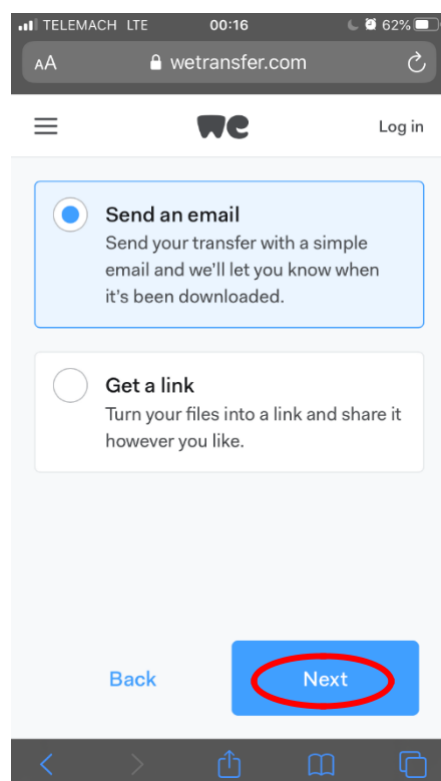 TELEMACH LTE 00:16 62%
AA wetransfer.com
we Log in
Send an email
Send your transfer with a simple
email and we'll let you know when
it's been downloaded.
Get a link
Turn your files into a link and share it
however you like.
Back Next